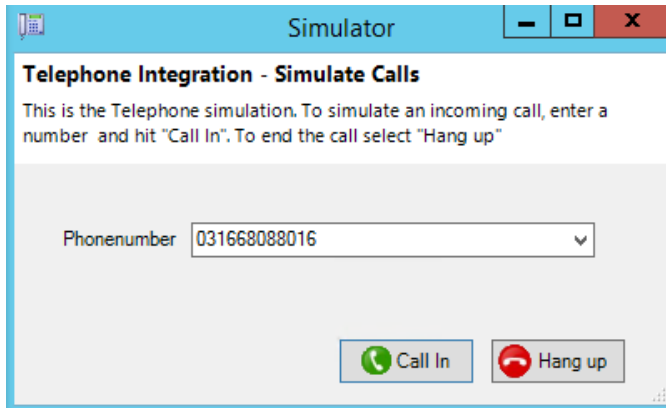 Simulator
Telephone Integration - Simulate Calls
This is the Telephone simulation. To simulate an incoming call, enter a
number  and hit "Call In". To end the call select "Hang up"
Phonenumber 031668088016
Call In Hang up